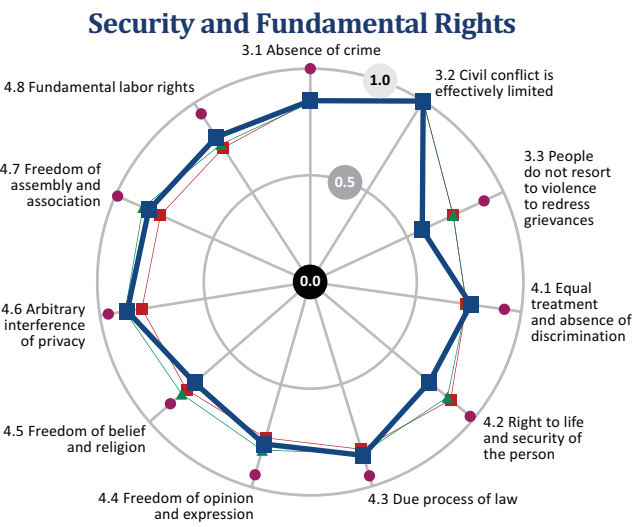 Security and Fundamental Rights
3.1 Absence of crime
1.0
3.2 Civil conflict is
effectively limited
4.8 Fundamental labor rights
3.3 People
do not resort
to violence
to redress
grievances
0.5
4.7 Freedom of
assembly and
association
0.0
4.1 Equal
treatment
and absence of
discrimination
4.6 Arbitrary
interference
of privacy
4.2 Right to life
and security of
the person
4.5 Freedom of belief
and religion
4.4 Freedom of opinion
and expression
4.3 Due process of law